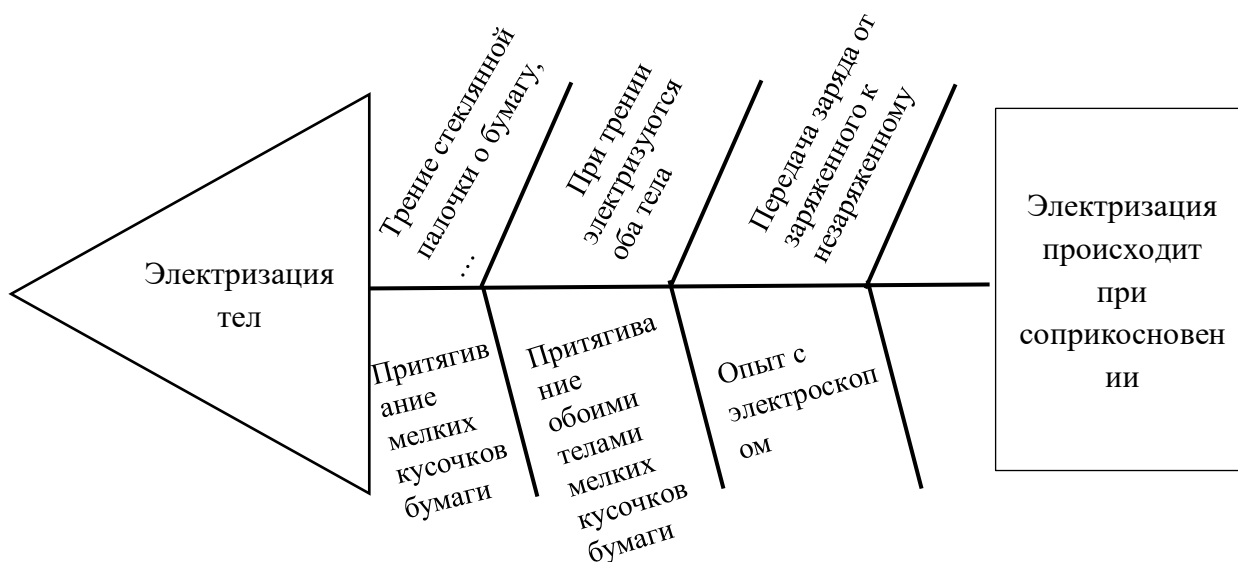 Электризация
тел
Трение стеклянной
палочки о бумагу,
…
При трении
электризуются
оба тела
Передача заряда от
заряженного к
незаряженному
Притягив
ание
мелких
кусочков
бумаги
Притягива
ние
обоими
телами
мелких
кусочков
бумаги
Опыт с
электроскоп
ом
Электризация
происходит
при
соприкосновен
ии